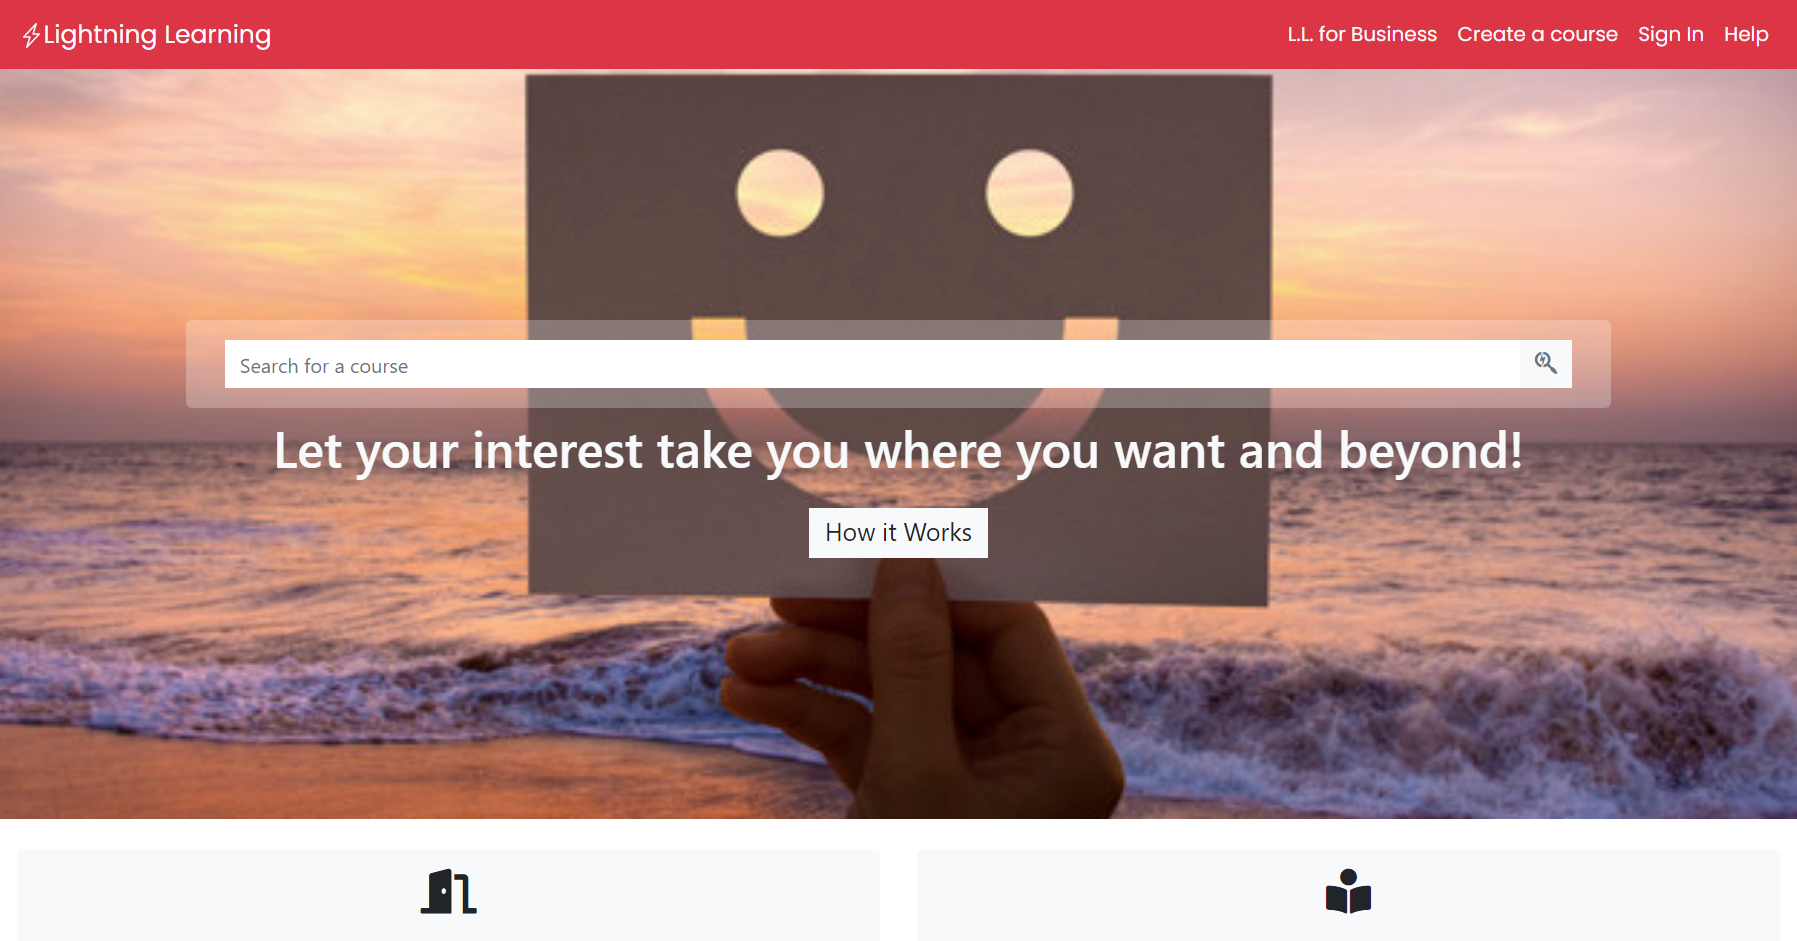 Lightning Learning
L.L. for Business Create a course Sign In Help
Search for a course
Let your interest take you where you want and beyond!
How it Works